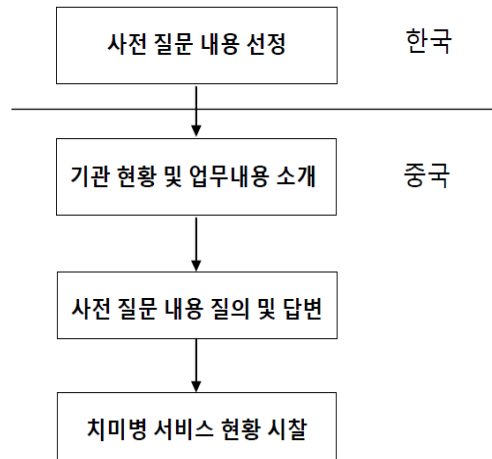 사전 질문 내용 선정
한국
기관 현황 및 업무내용 소개
중국
사전 질문 내용 질의 및 답변
치미병 서비스 현황 시찰